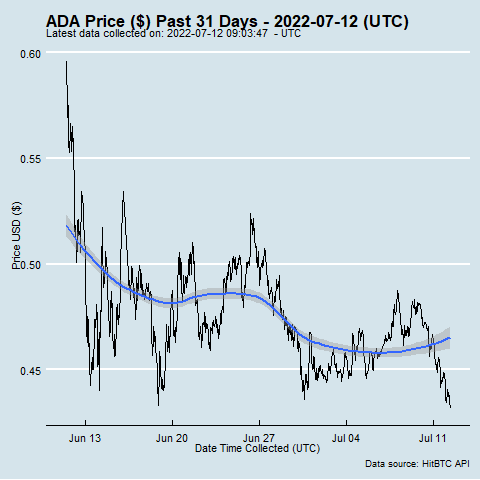 ADA Price ($) Past 31 Days - 2022-07-12 (UTC)
Latest data collected on: 2022-07-12 09:03:47 - UTC
0.60
0.55
0.50
0.45
Price USD ($)
Jun 13 Jun 20 Jun 27 Jul 04 Jul 11
Date Time Collected (UTC)
Data source: HitBTC API